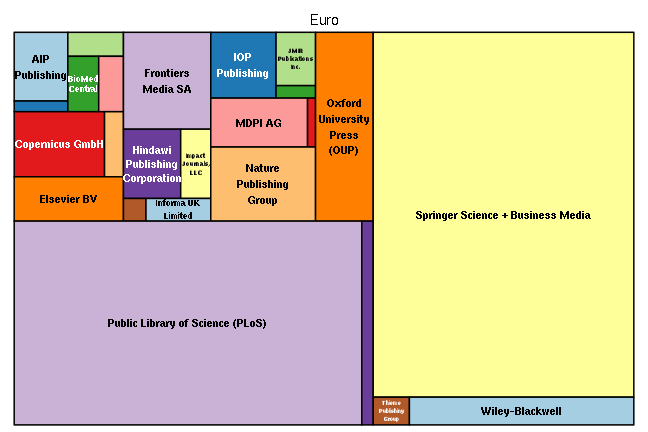 Euro
AIP
Publishing
BioMed
Central
Frontiers
Media SA
IOP
Publishing
JMIR
Publications
Inc.
Oxford
University
Press
(OUP)
Copernicus GmbH
Hindawi
Publishing
Corporation
Impact
Journals,
LLC
MDPI AG
Nature
Publishing
Group
Elsevier BV
Informa UK
Limited
Springer Science + Business Media
Public Library of Science (PLoS)
Thieme
Publishing
Group
Wiley-Blackwell